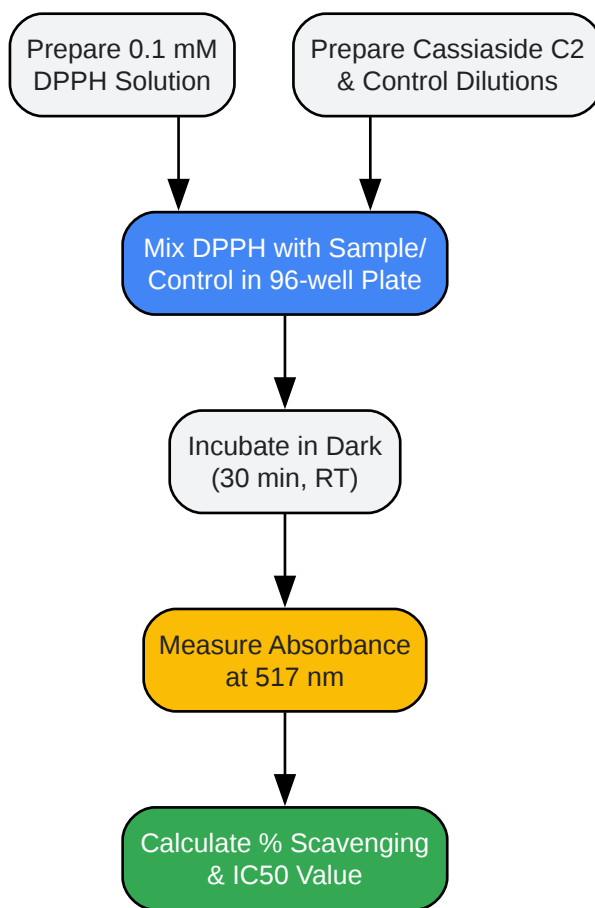 Prepare 0.1 mM
DPPH Solution
Prepare Cassiaside C2
& Control Dilutions
Mix DPPH with Sample/
Control in 96-well Plate
Incubate in Dark
(30 min, RT)
Measure Absorbance
at 517 nm
Calculate % Scavenging
& IC50 Value